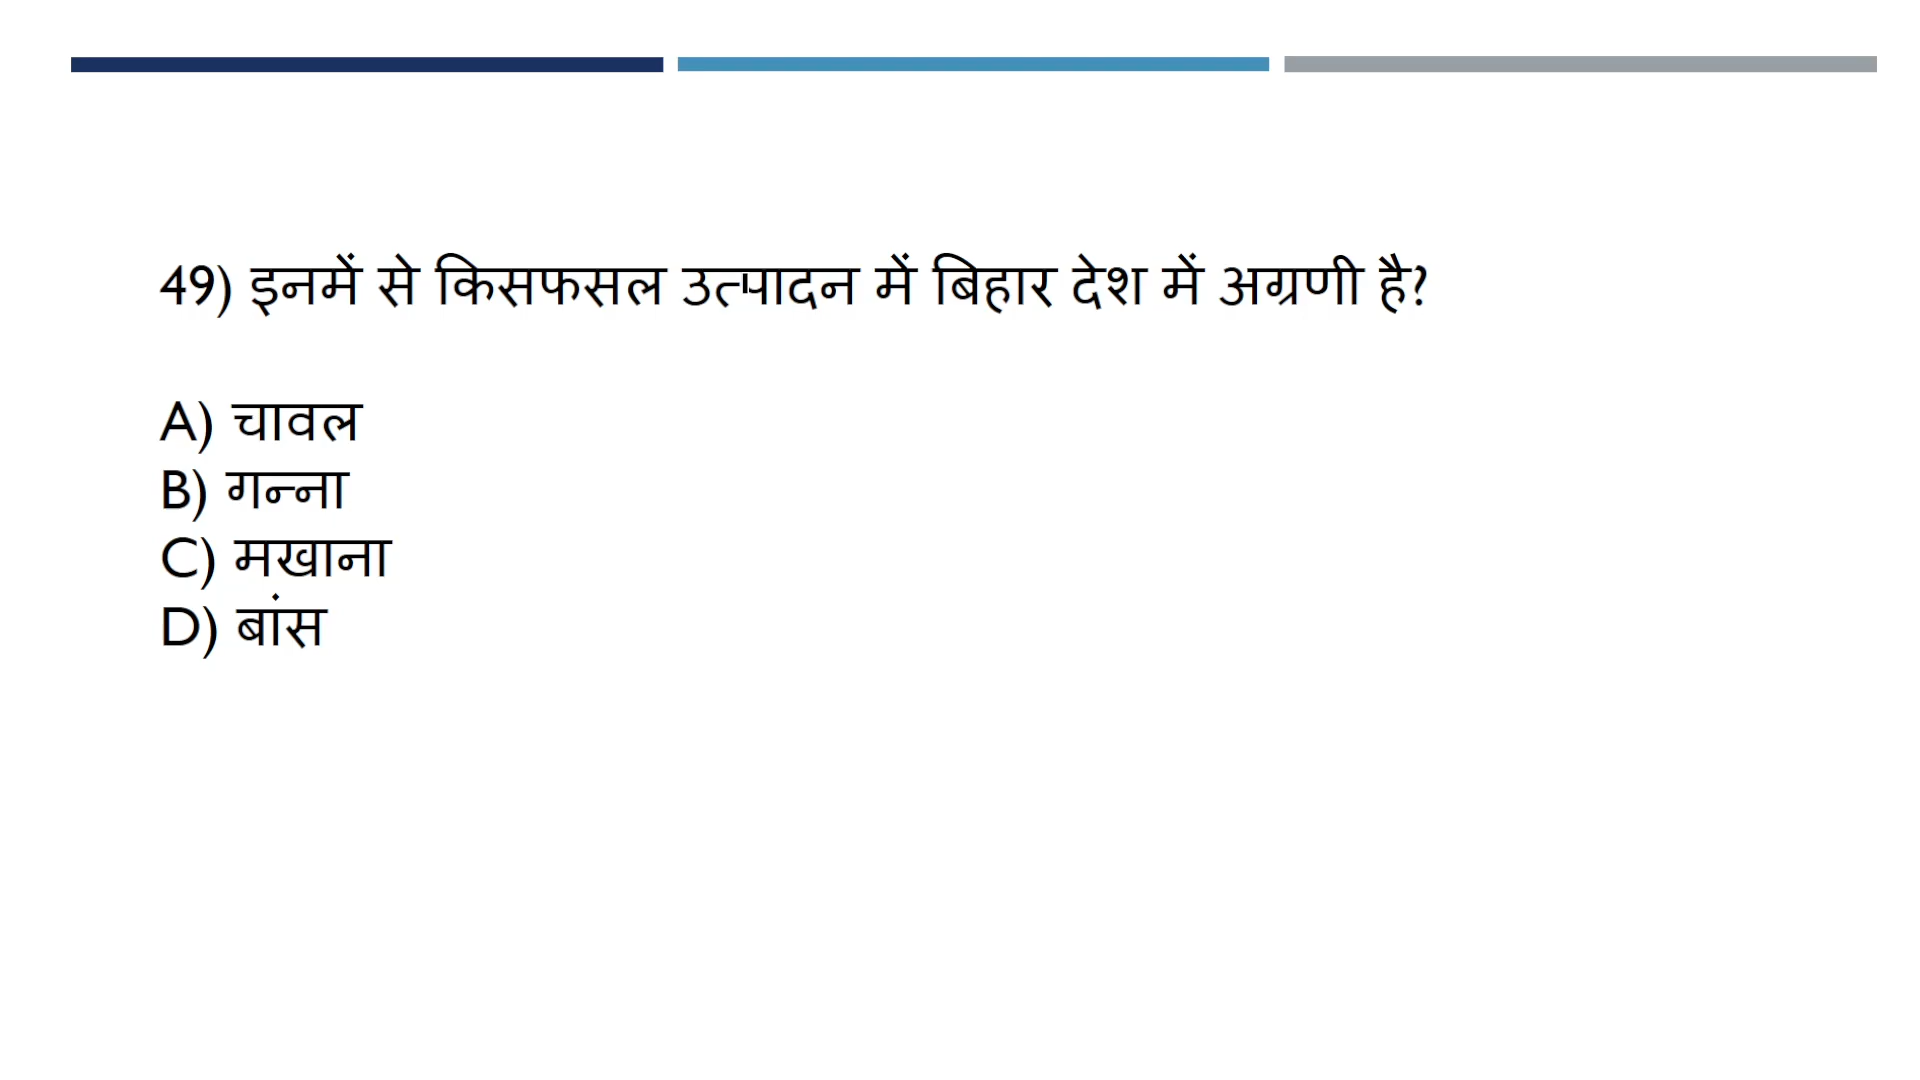 49) इनमें से किसफसल उत्पादन में बिहार देश में अग्रणी है?
A) चावल
B) गन्ना
C) मखाना
D) बांस